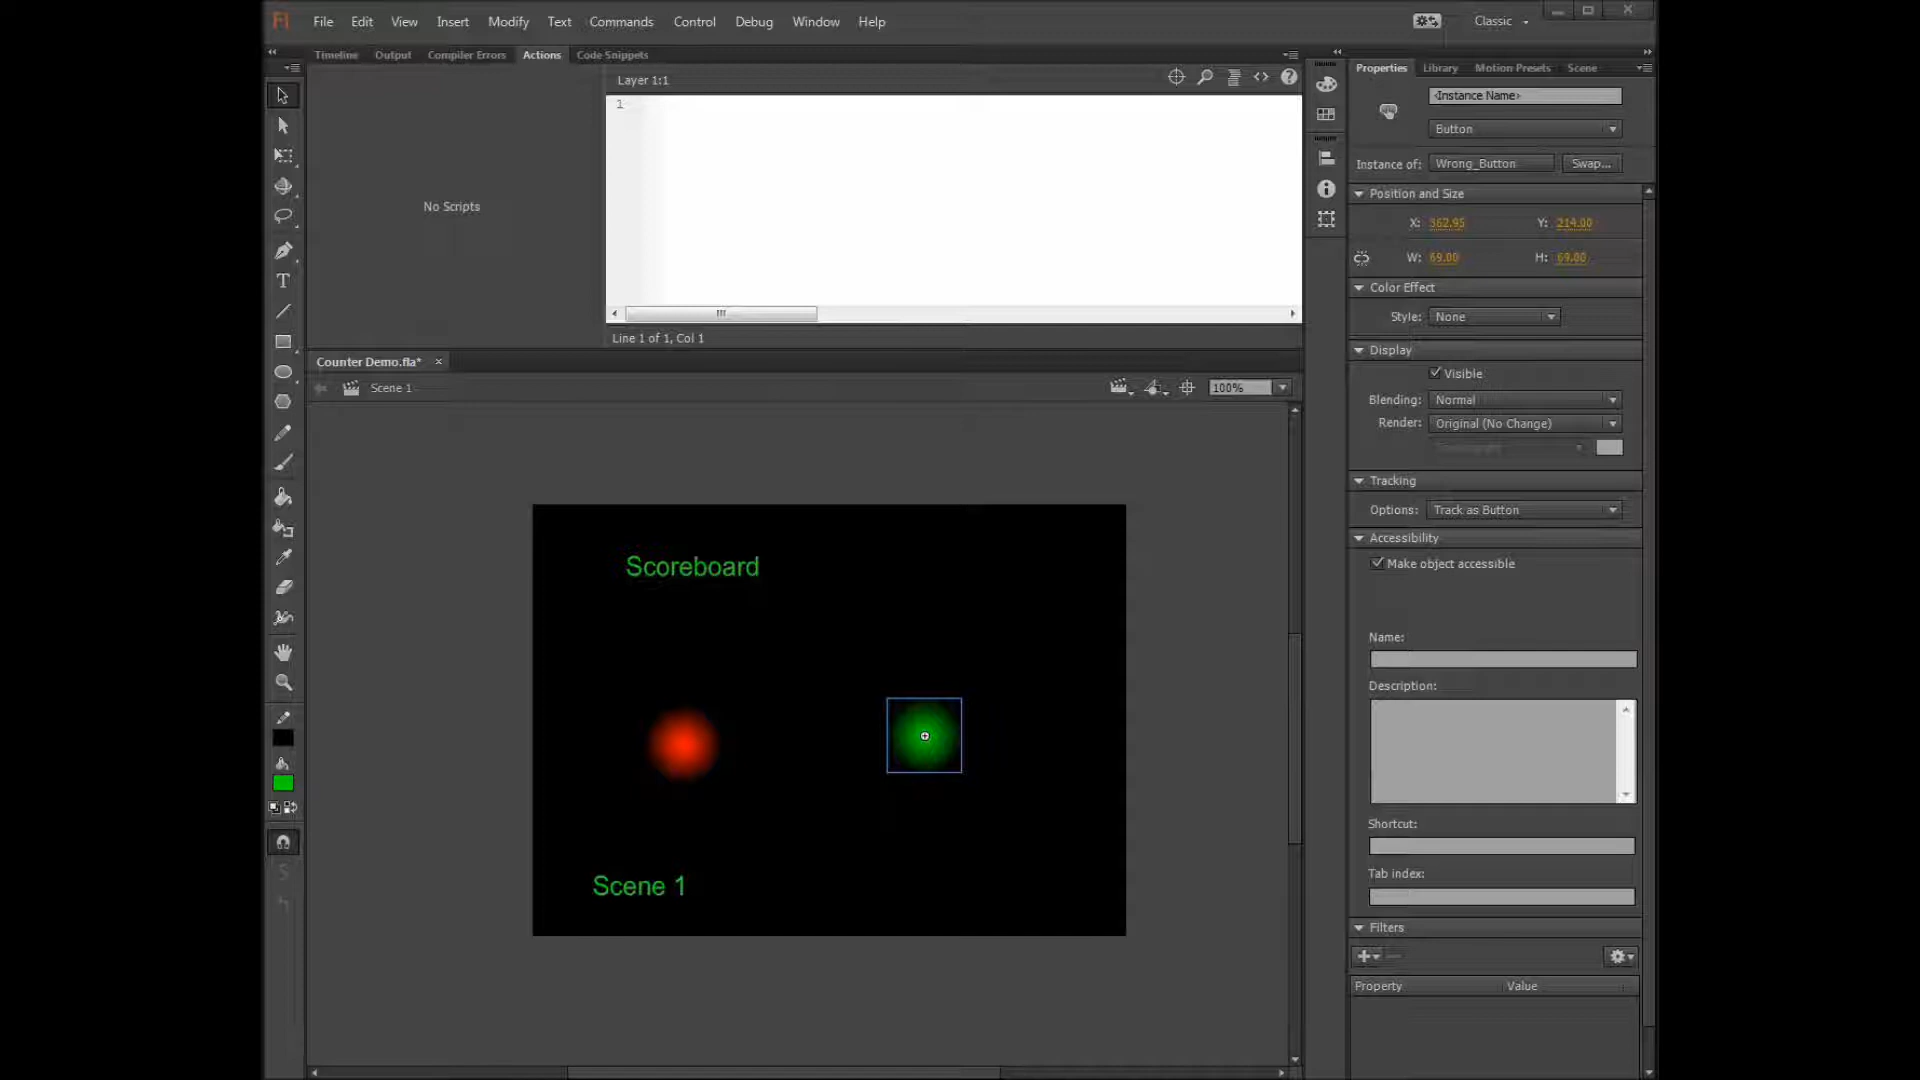 Fl File Edit View Insert Modify Text Commands Control Debug Window Help Classic
Timeline Output Compiler Errors Actions Code Snippets
Properties Library Motion Presets Scene
Layer 1:1
1
No Scripts
Line 1 of 1, Col 1
Counter Demo.fla*
Scene 1
100%
Scoreboard
Scene 1
<Instance Name>
Button
Instance of: Wrong_Button Swap...
Position and Size
X: 362.95 Y: 214.00
W: 69.00 H: 69.00
Color Effect
Style: None
Display
Visible
Blending: Normal
Render: Original (No Change)
Tracking
Options: Track as Button
Accessibility
Make object accessible
Name:
Description:
Shortcut:
Tab index:
Filters
Property Value